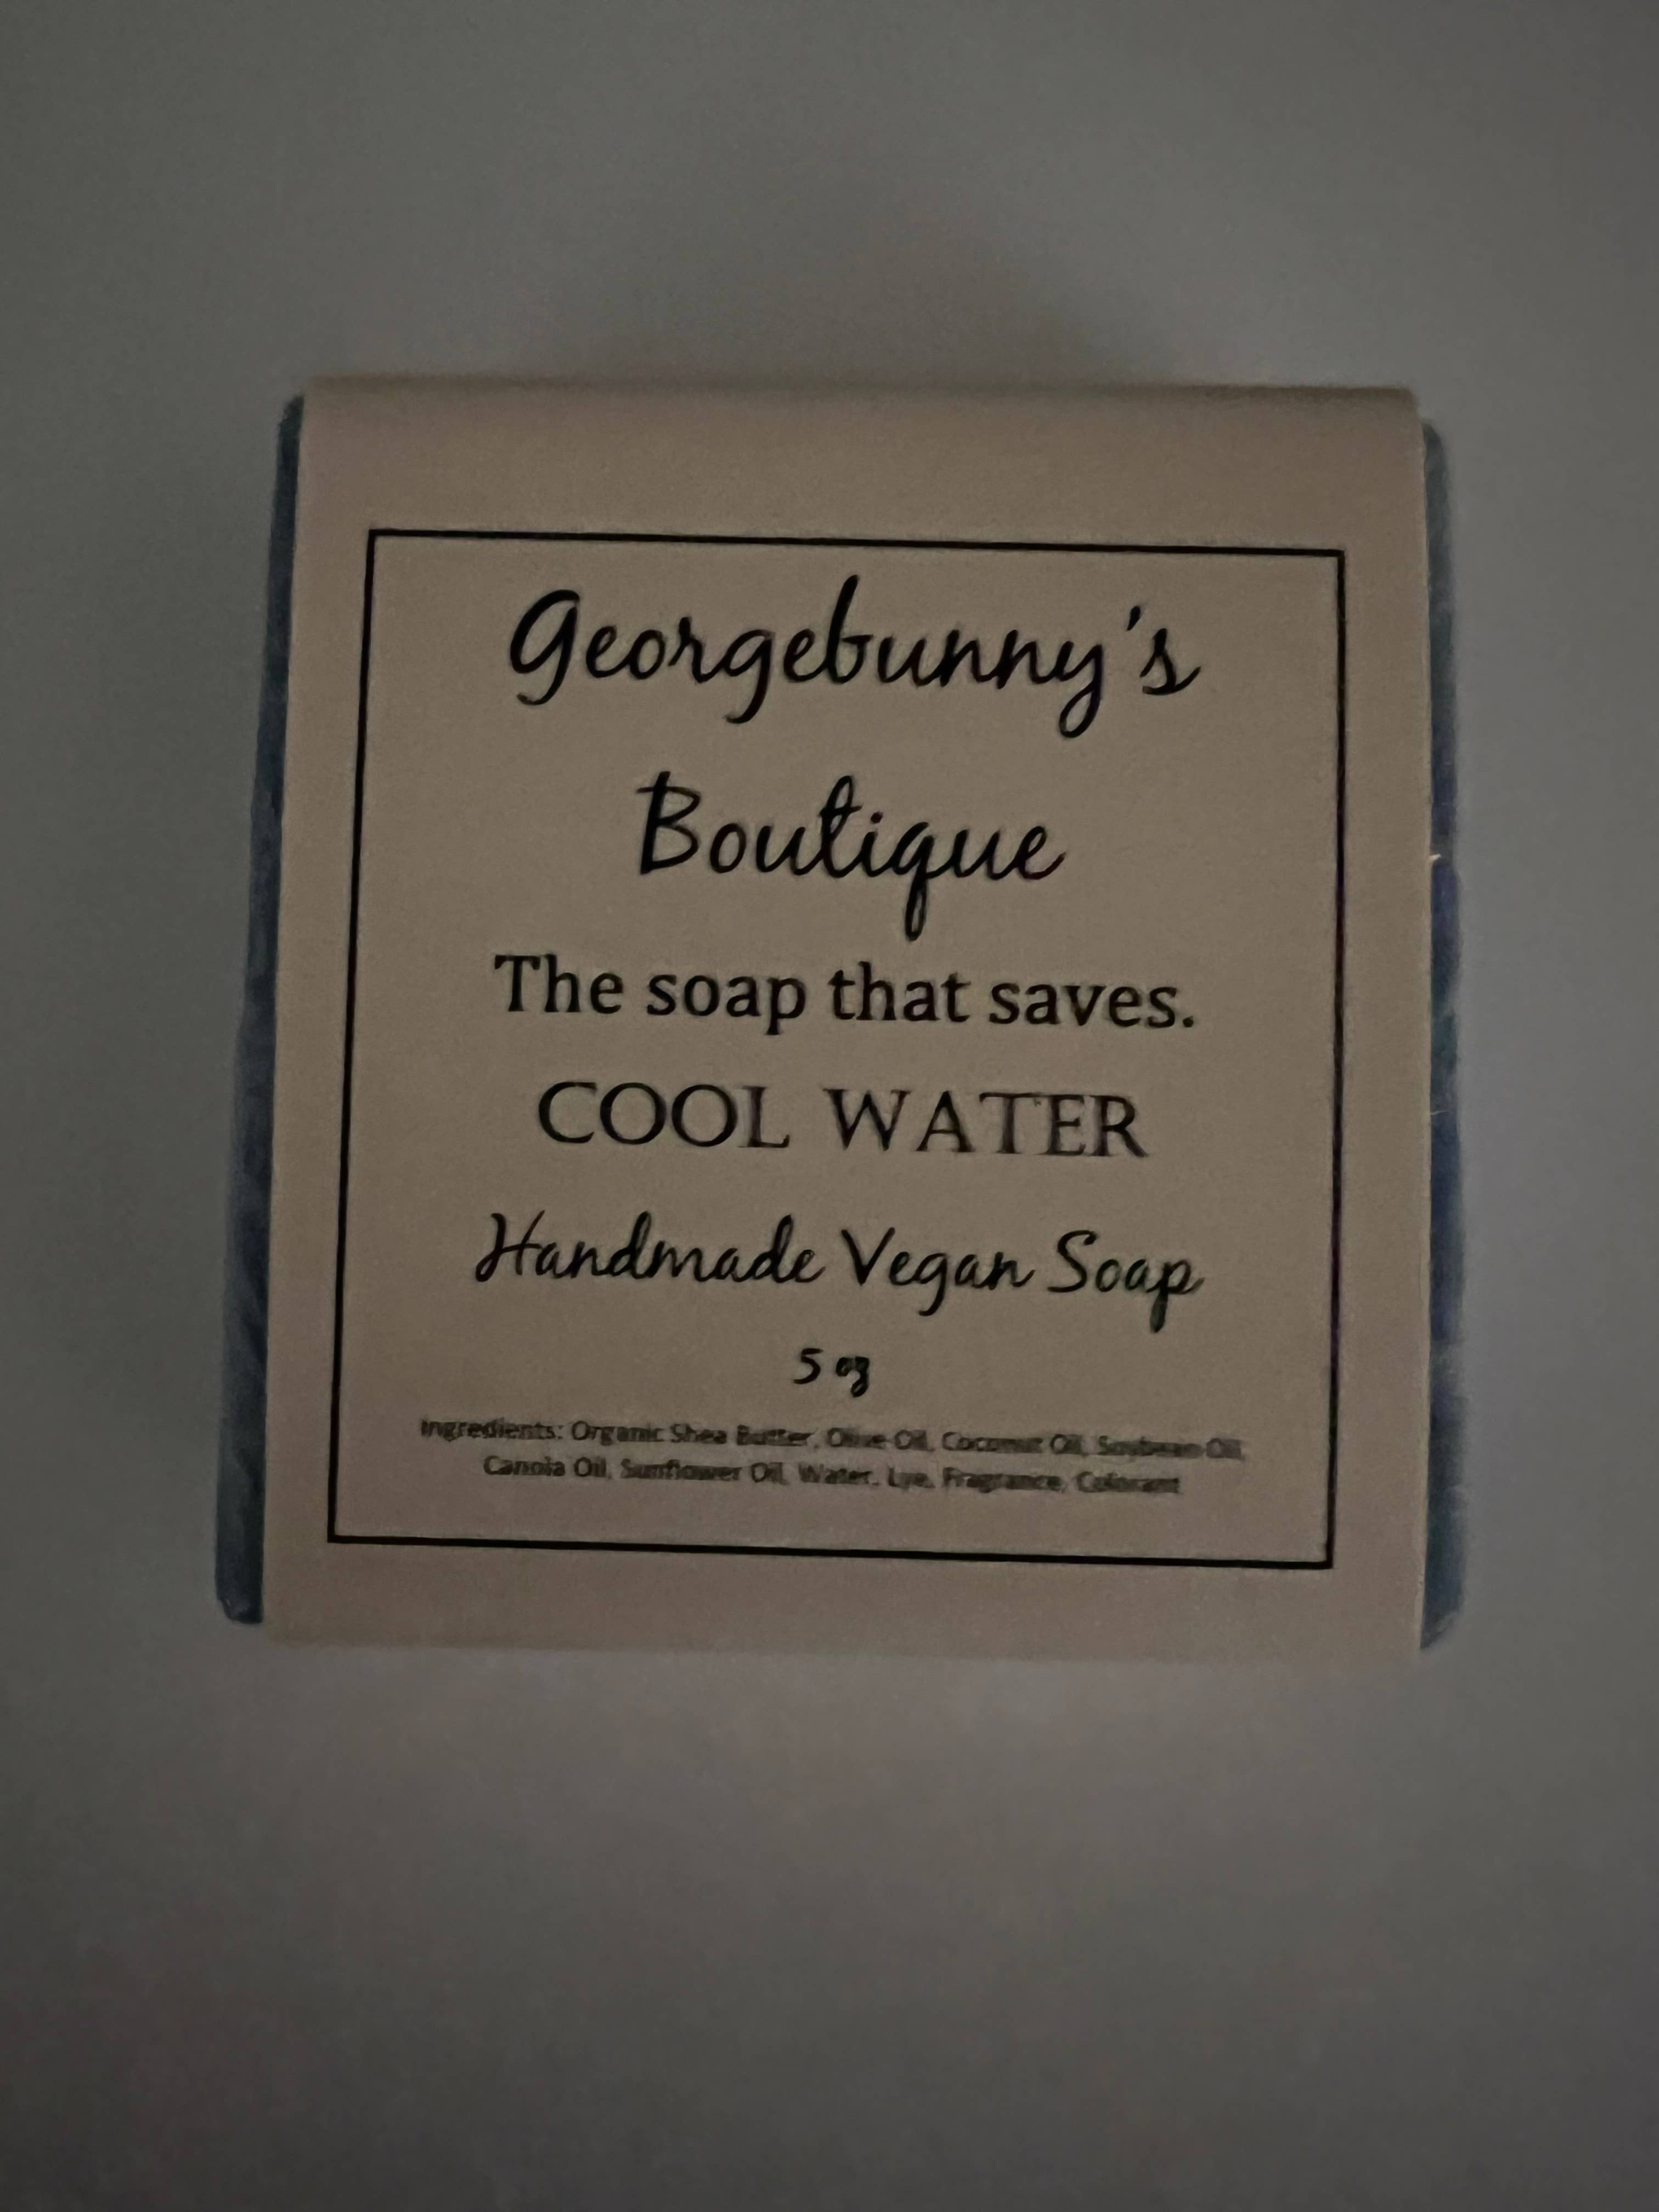 Georgebunny's
Boutique
The soap that saves.
COOL WATER
Handmade Vegan Soap
5 oz
Ingredients: Organic Shea Butter, Olive Oil, Coconut Oil, Soybean Oil,
Canola Oil, Sunflower Oil, Water, Lye, Fragrance, Colorant